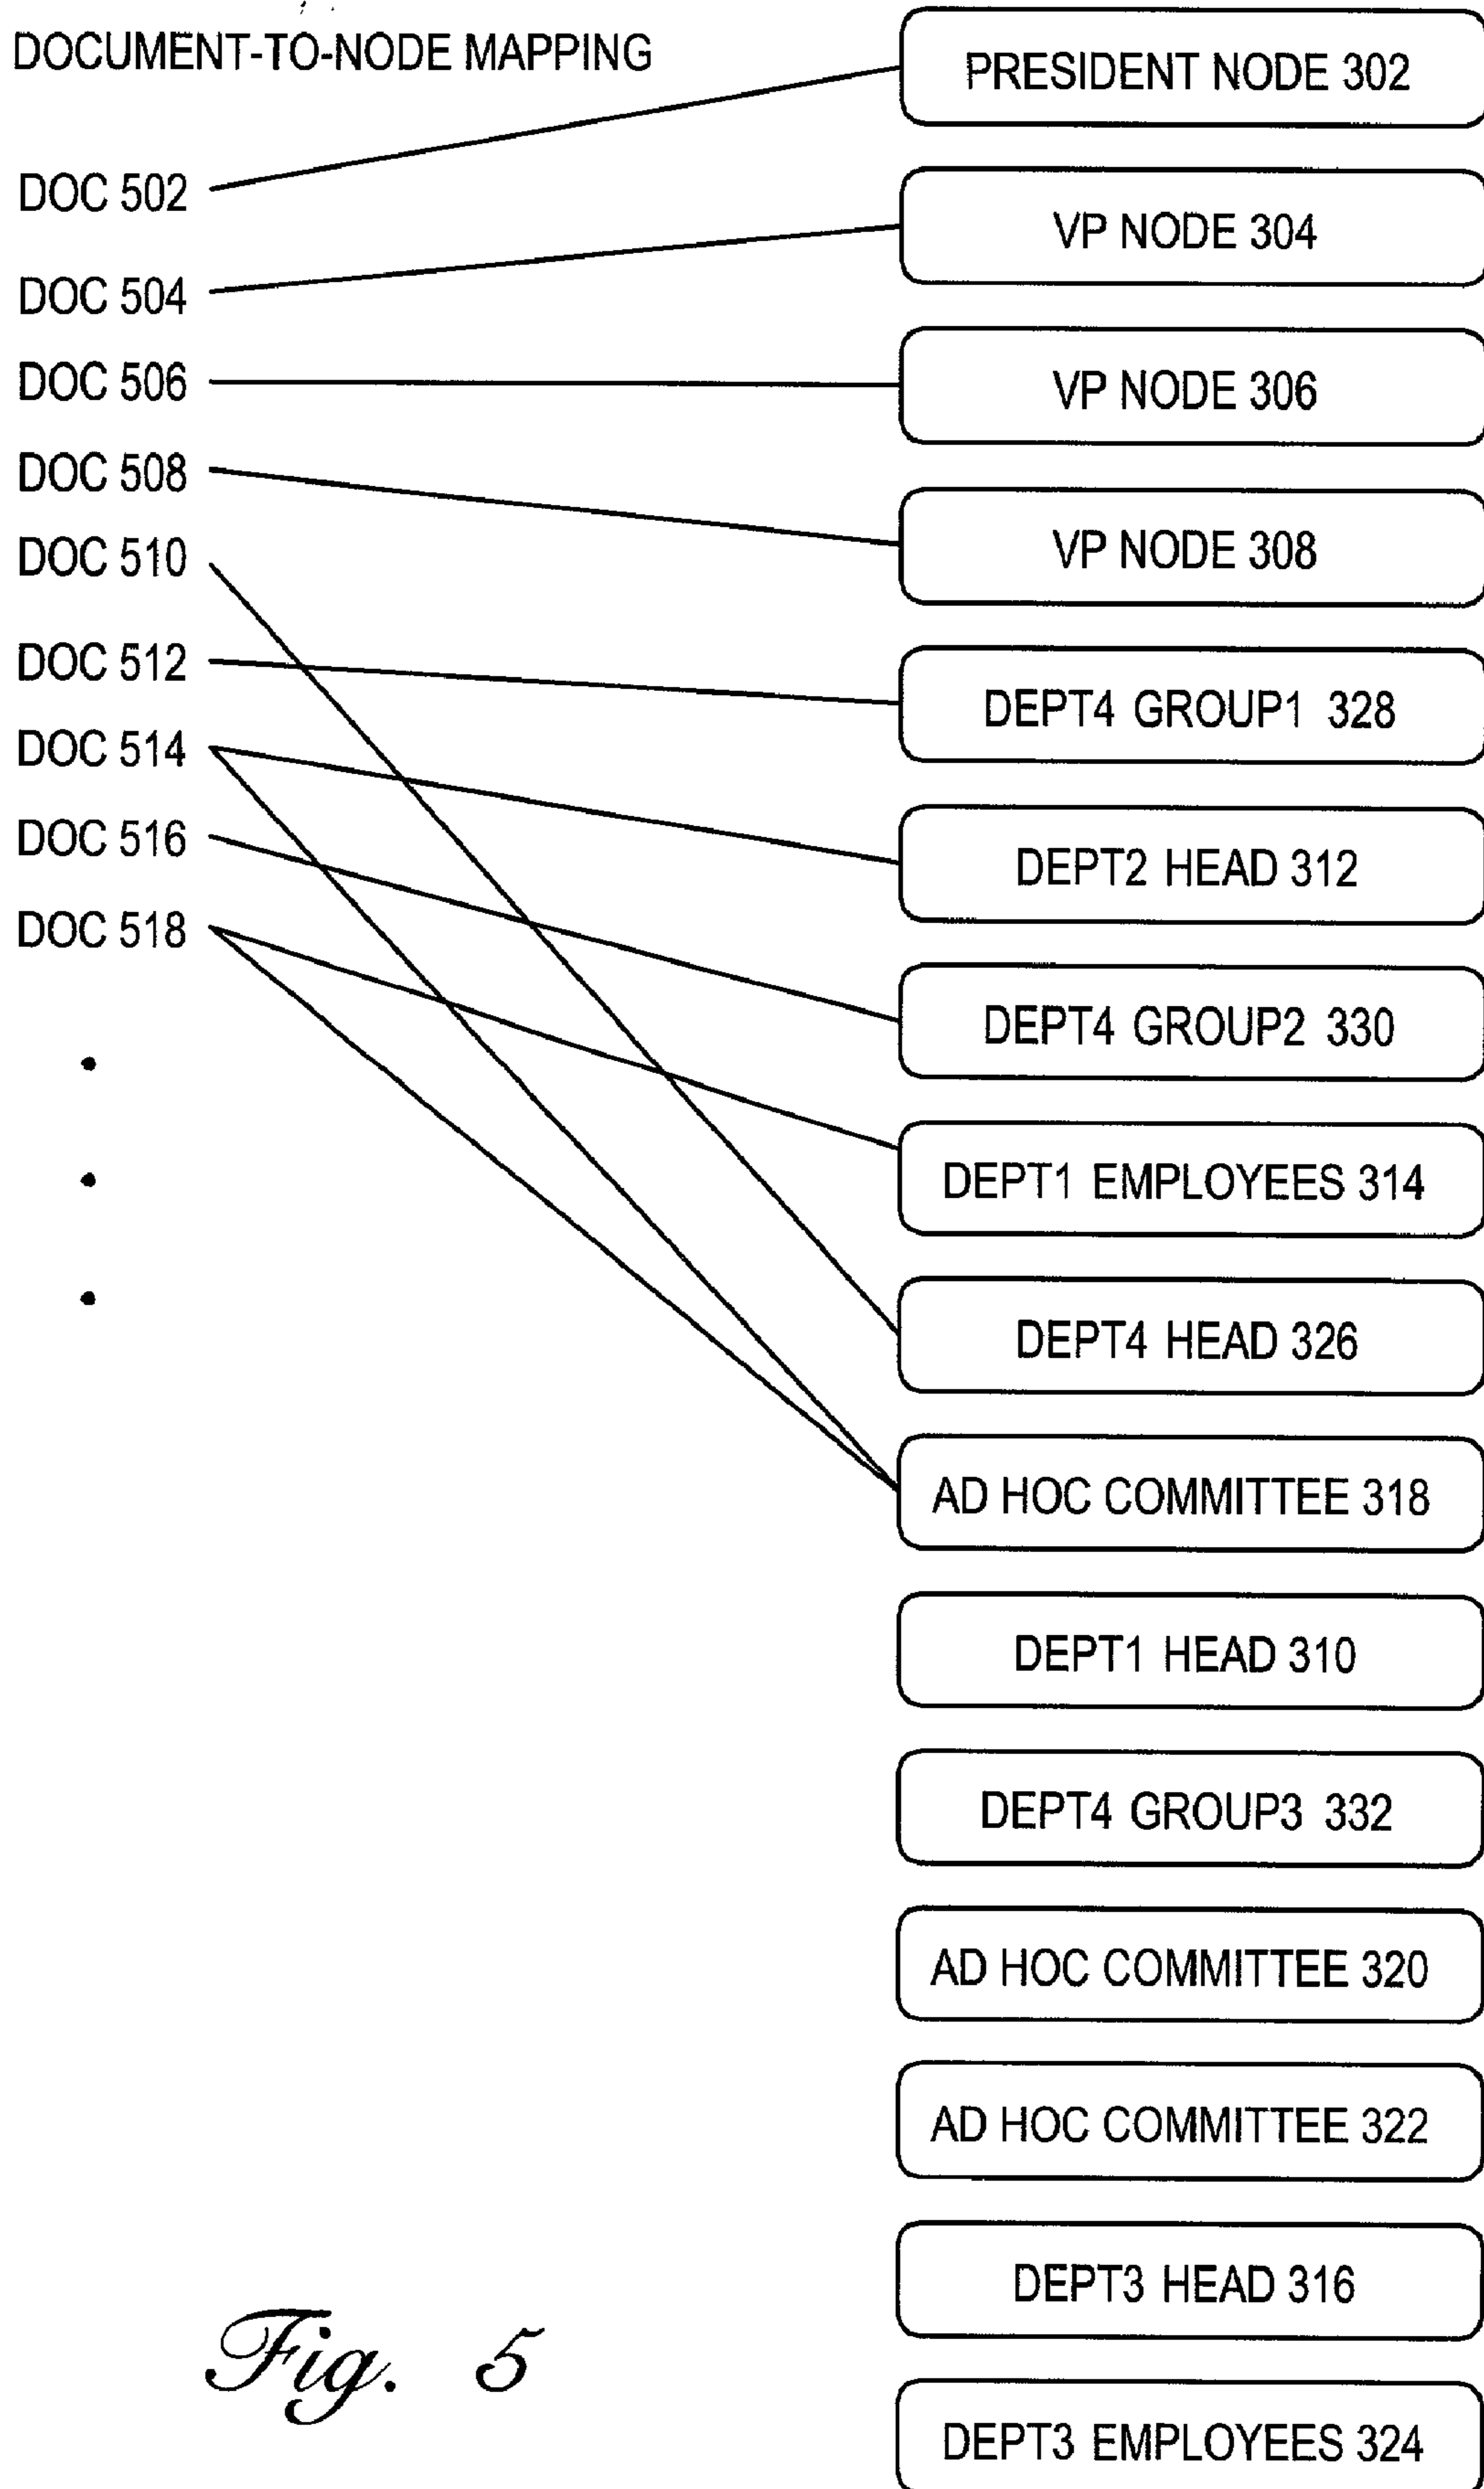 DOCUMENT-TO-NODE MAPPING
DOC 502
DOC 504
DOC 506
DOC 508
DOC 510
DOC 512
DOC 514
DOC 516
DOC 518
PRESIDENT NODE 302
VP NODE 304
VP NODE 306
VP NODE 308
DEPT4 GROUP1 328
DEPT2 HEAD 312
DEPT4 GROUP2 330
DEPT1 EMPLOYEES 314
DEPT4 HEAD 326
AD HOC COMMITTEE 318
DEPT1 HEAD 310
DEPT4 GROUP3 332
AD HOC COMMITTEE 320
AD HOC COMMITTEE 322
DEPT3 HEAD 316
DEPT3 EMPLOYEES 324
Fig. 5